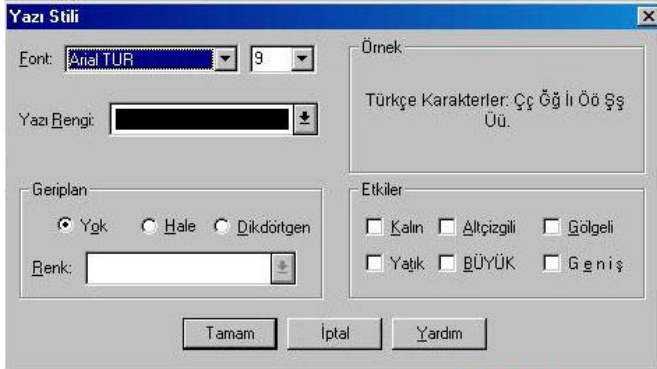 Yazı Stili
Font: Arial TUR 9
Yazı Rengi:
Örnek
Türkçe Karakterler: Çç Ğğ İı Öö Şş
Üü.
Geriplan
Yok Hale Dikdörtgen
Renk:
Etkiler
Kalın Altçizgili Gölgeli
Yatık BÜYÜK G e n i ş
Tamam İptal Yardım